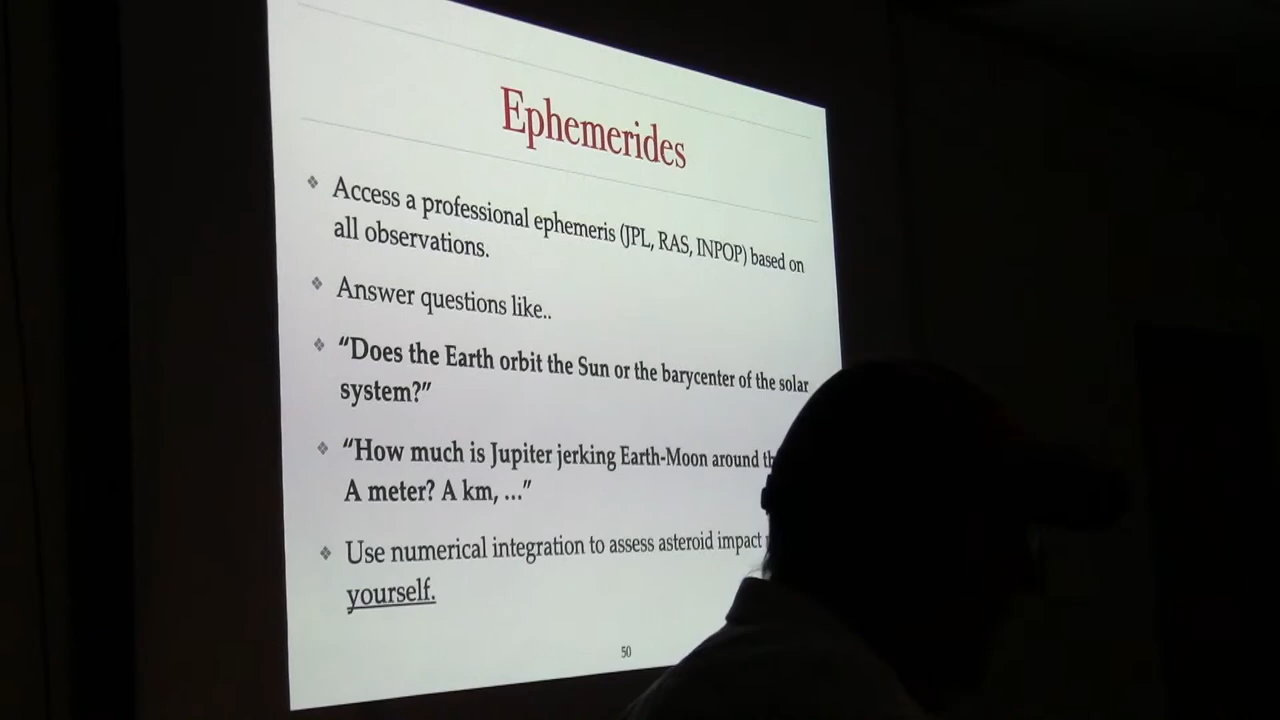 Ephemerides
❖ Access a professional ephemeris (JPL, RAS, INPOP) based on
all observations.
❖ Answer questions like..
❖ “Does the Earth orbit the Sun or the barycenter of the solar
system?”
❖ “How much is Jupiter jerking Earth-Moon around
A meter? A km, ...”
❖ Use numerical integration to assess asteroid impact
yourself.
50